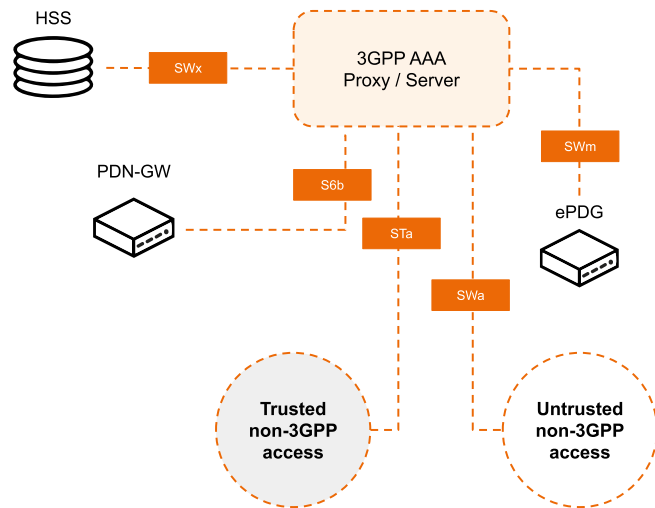 HSS
3GPP AAA
Proxy / Server
SWx
SWm
PDN-GW
S6b
ePDG
STa
SWa
Trusted
non-3GPP
access
Untrusted
non-3GPP
access